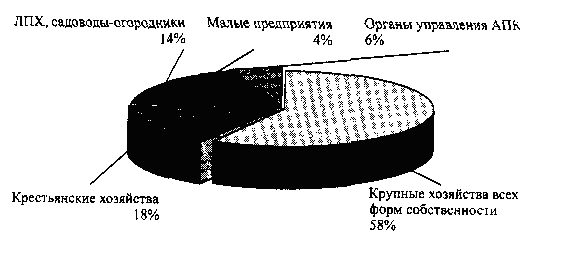 ЛПХ, садоводы-огородники
14%
Малые предприятия
4%
Органы управления АПК
6%
Крестьянские хозяйства
18%
Крупные хозяйства всех
форм собственности
58%